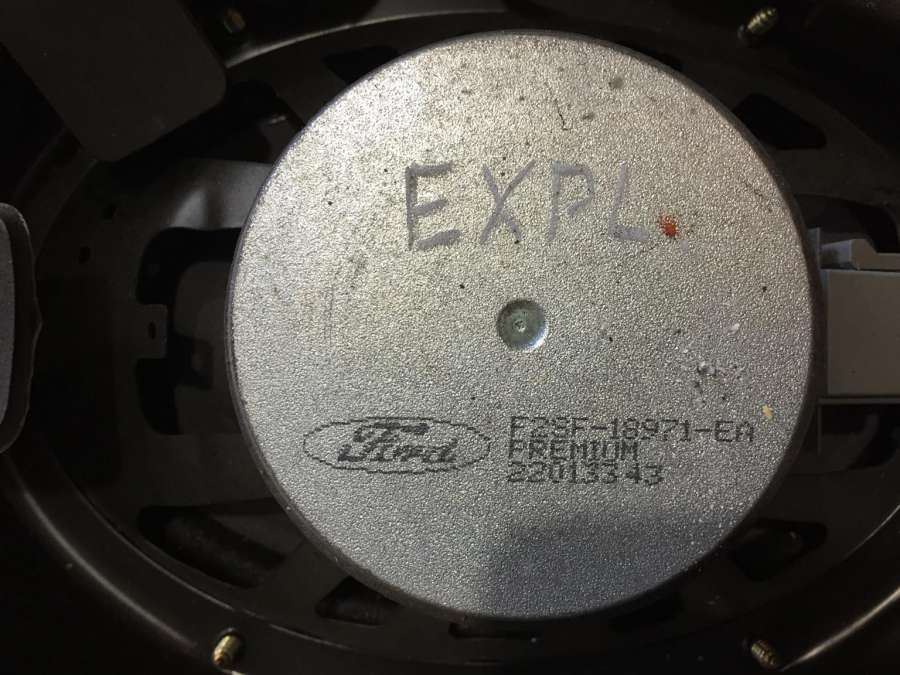 EXPL.
Ford
F2SF-18971-EA
PREMIUM
22013343